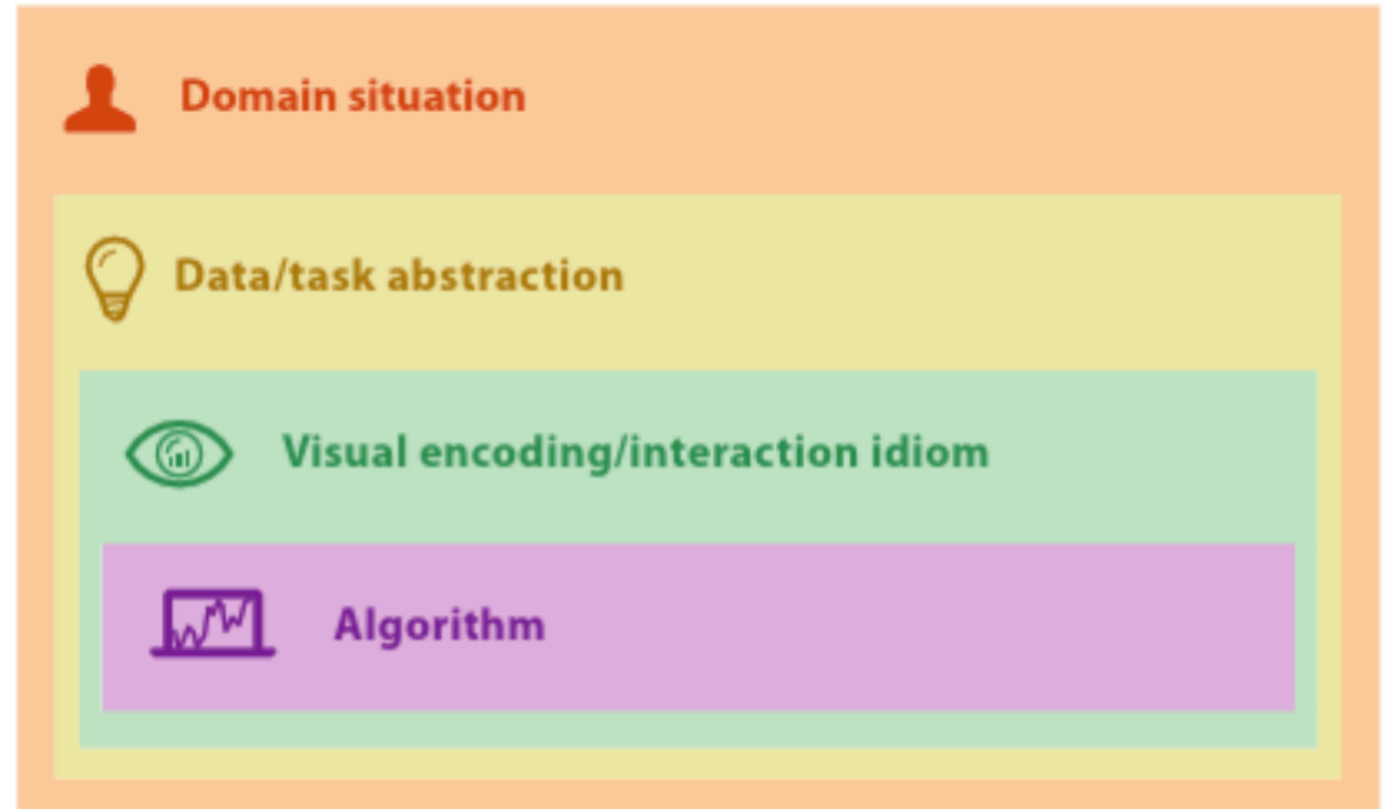 Domain situation
Data/task abstraction
Visual encoding/interaction idiom
Algorithm